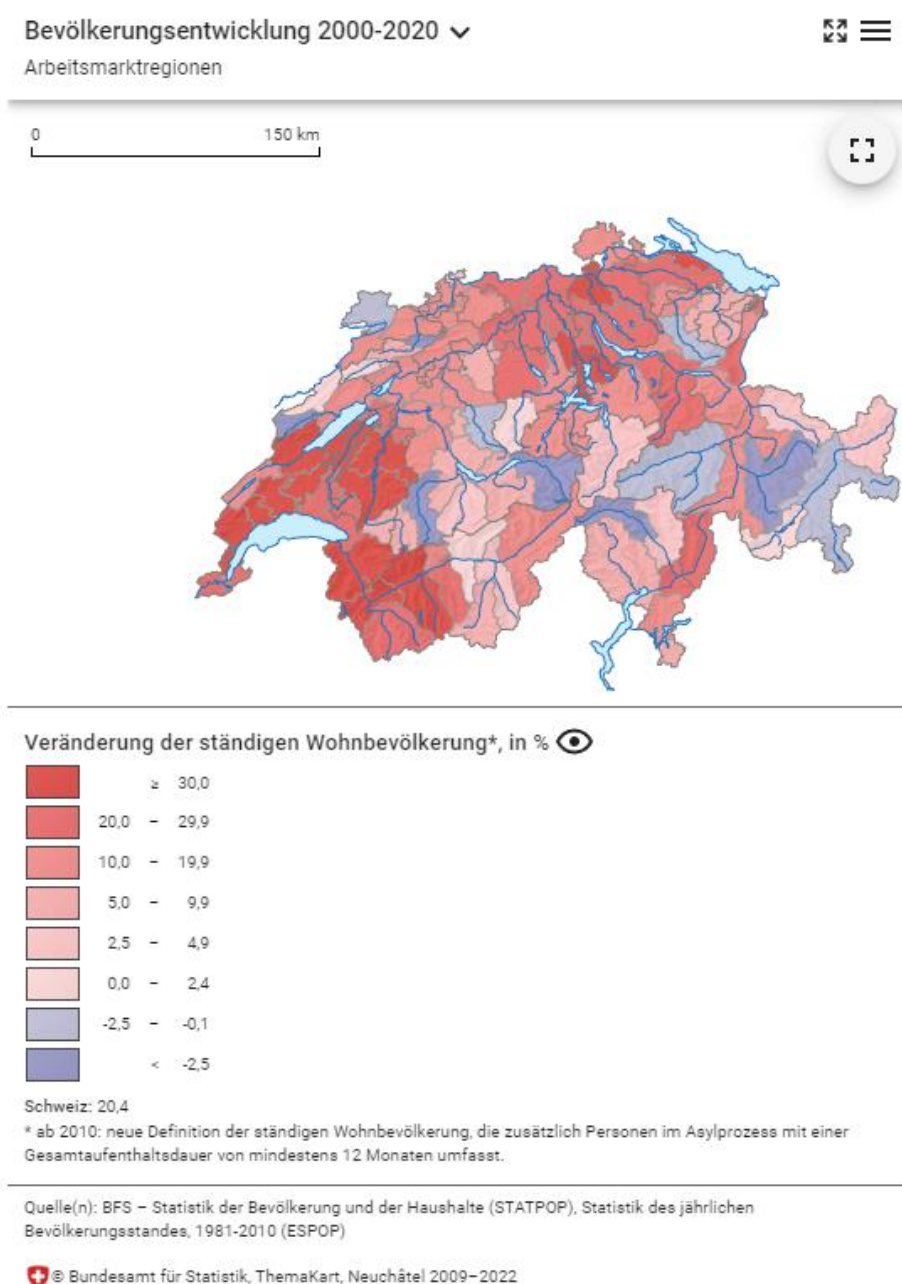 Bevölkerungsentwicklung 2000-2020
Arbeitsmarktregionen
0 150 km
Veränderung der ständigen Wohnbevölkerung*, in %
≥ 30,0
20,0 – 29,9
10,0 – 19,9
5,0 – 9,9
2,5 – 4,9
0,0 – 2,4
-2,5 – -0,1
< -2,5
Schweiz: 20,4
* ab 2010: neue Definition der ständigen Wohnbevölkerung, die zusätzlich Personen im Asylprozess mit einer
Gesamtaufenthaltsdauer von mindestens 12 Monaten umfasst.
Quelle(n): BFS – Statistik der Bevölkerung und der Haushalte (STATPOP), Statistik des jährlichen
Bevölkerungsstandes, 1981-2010 (ESPOP)
© Bundesamt für Statistik, ThemaKart, Neuchâtel 2009–2022